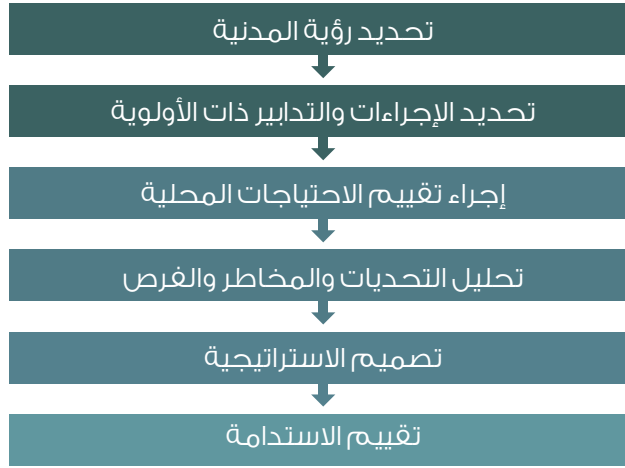 تحديد رؤية المدنية
تحديد الإجراءات والتدابير ذات الأولوية
إجراء تقييم الاحتياجات المحلية
تحليل التحديات والمخاطر والفرص
تصميم الاستراتيجية
تقييم الاستدامة